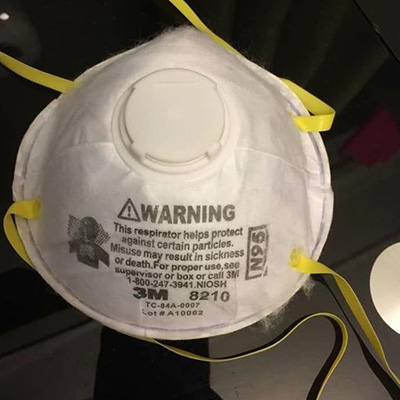 ⚠WARNING
This respirator helps protect
against certain particles.
Misuse may result in sickness
or death. For proper use,see
supervisor or box or call 3M
1-800-247-3941.NIOSH
3M 8210
TC-84A-0007
Lot # A10062
N95